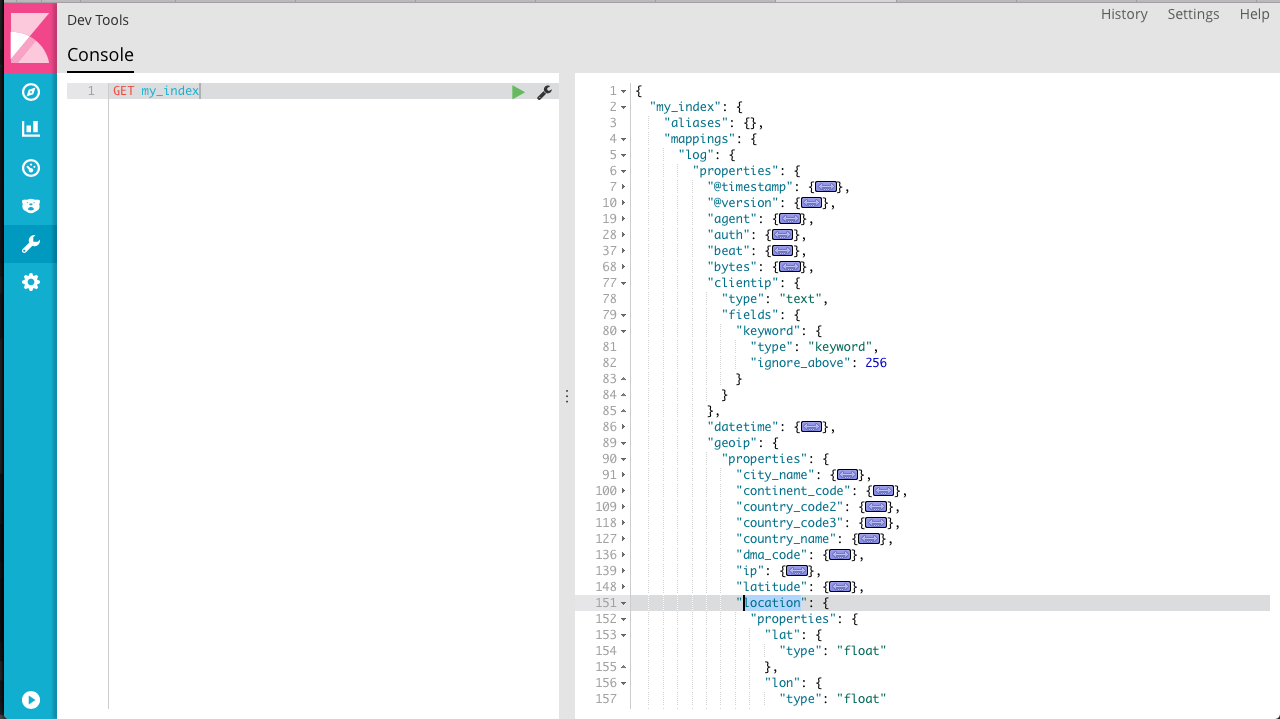 Dev Tools
History Settings Help
Console
1 GET my_index
1 {
2 "my_index": {
3 "aliases": {},
4 "mappings": {
5 "log": {
6 "properties": {
7 "@timestamp": {},
10 "@version": {},
19 "agent": {},
28 "auth": {},
37 "beat": {},
68 "bytes": {},
77 "clientip": {
78 "type": "text",
79 "fields": {
80 "keyword": {
81 "type": "keyword",
82 "ignore_above": 256
83 }
84 }
85 },
86 "datetime": {},
89 "geoip": {
90 "properties": {
91 "city_name": {},
100 "continent_code": {},
109 "country_code2": {},
118 "country_code3": {},
127 "country_name": {},
136 "dma_code": {},
139 "ip": {},
148 "latitude": {},
151 "location": {
152 "properties": {
153 "lat": {
154 "type": "float"
155 },
156 "lon": {
157 "type": "float"